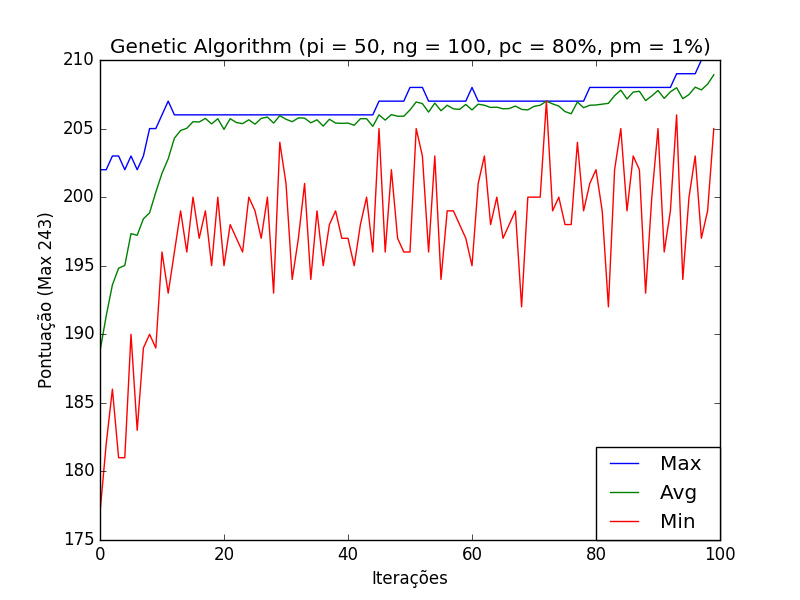 Genetic Algorithm (pi = 50, ng = 100, pc = 80%, pm = 1%)
210
205
200
195
190
185
180
175
Pontuação (Max 243)
0 20 40 60 80 100
Iterações
Max
Avg
Min